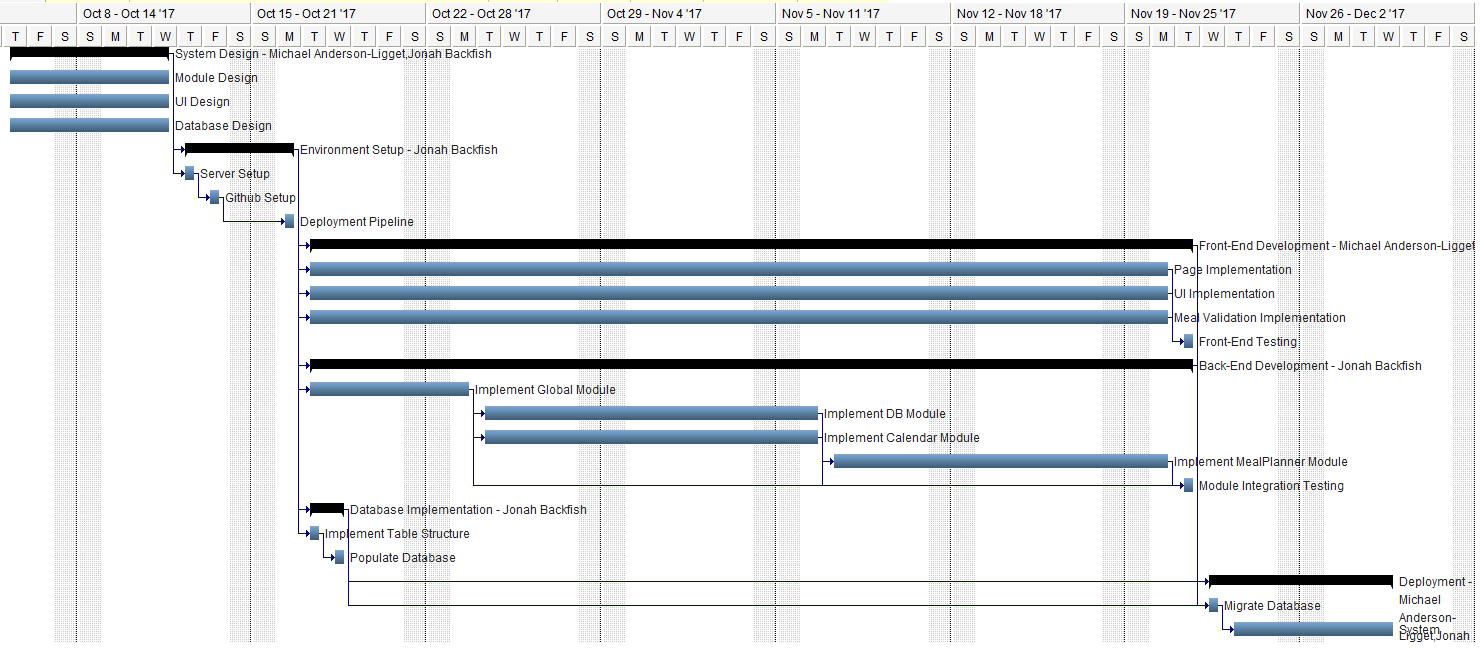 Oct 8 - Oct 14 '17 Oct 15 - Oct 21 '17 Oct 22 - Oct 28 '17 Oct 29 - Nov 4 '17 Nov 5 - Nov 11 '17 Nov 12 - Nov 18 '17 Nov 19 - Nov 25 '17 Nov 26 - Dec 2 '17
T F S S M T W T F S S M T W T F S S M T W T F S S M T W T F S S M T W T F S S M T W T F S S M T W T F S S M T W T F S
System Design - Michael Anderson-Ligget,Jonah Backfish
Module Design
UI Design
Database Design
Environment Setup - Jonah Backfish
Server Setup
Github Setup
Deployment Pipeline
Front-End Development - Michael Anderson-Ligget
Page Implementation
UI Implementation
Meal Validation Implementation
Front-End Testing
Back-End Development - Jonah Backfish
Implement Global Module
Implement DB Module
Implement Calendar Module
Implement MealPlanner Module
Module Integration Testing
Database Implementation - Jonah Backfish
Implement Table Structure
Populate Database
Deployment -
Michael
Migrate Database
Anderson-
System
Ligget,Jonah